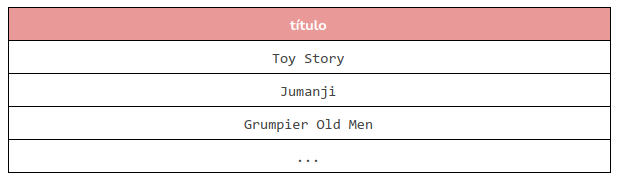 título
Toy Story
Jumanji
Grumpier Old Men
...